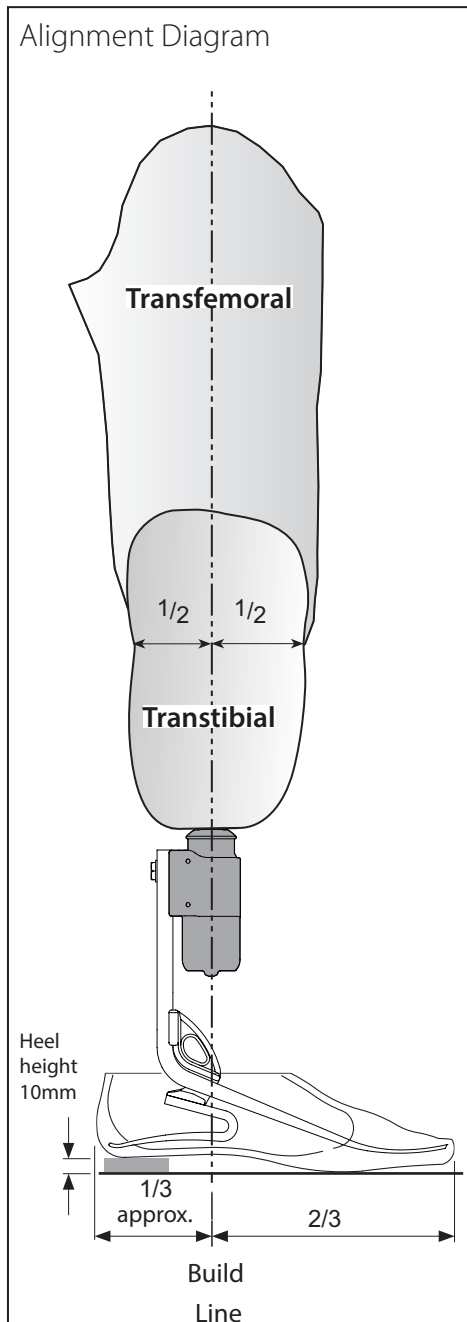 Alignment Diagram
Transfemoral
1/2 1/2
Transtibial
Heel
height
10mm
1/3
approx.
2/3
Build
Line